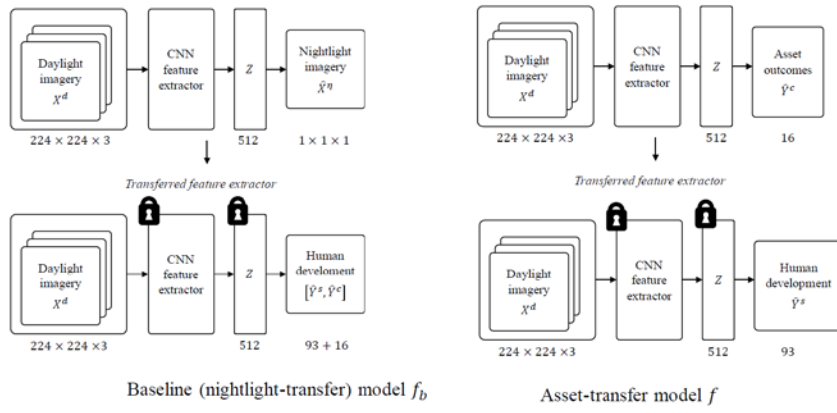 Daylight
imagery
X^d
224 × 224 ×3
CNN
feature
extractor
Z
512
Nightlight
imagery
X̂^η
1 × 1 × 1
Transferred feature extractor
Daylight
imagery
X^d
224 × 224 ×3
CNN
feature
extractor
Z
512
Human
develoment
[Ŷ^s, Ŷ^c]
93 + 16
Baseline (nightlight-transfer) model f_b
Daylight
imagery
X^d
224 × 224 ×3
CNN
feature
extractor
Z
512
Asset
outcomes
Ŷ^c
16
Transferred feature extractor
Daylight
imagery
X^d
224 × 224 ×3
CNN
feature
extractor
Z
512
Human
development
Ŷ^s
93
Asset-transfer model f